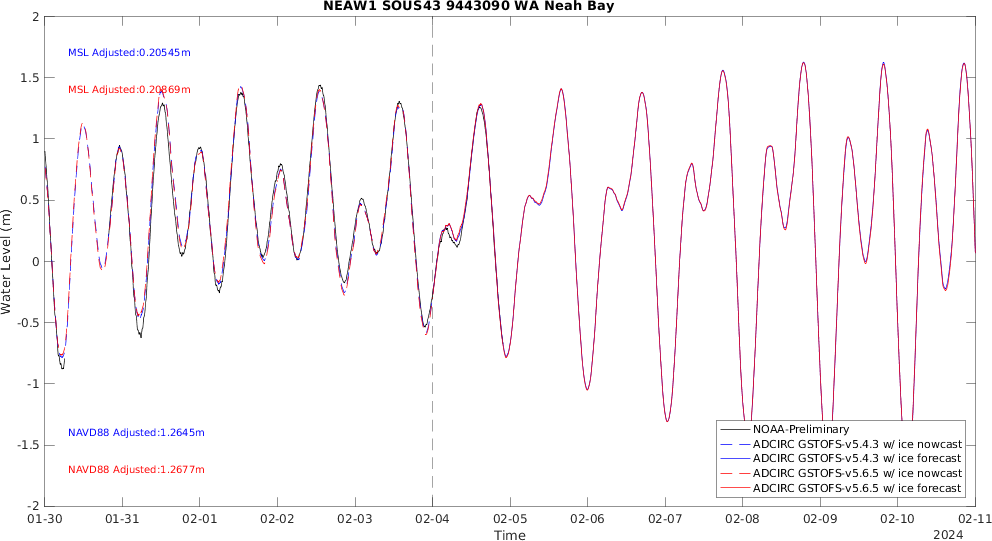 NEAW1 SOUS43 9443090 WA Neah Bay
MSL Adjusted:0.20545m
MSL Adjusted:0.20869m
NAVD88 Adjusted:1.2645m
NAVD88 Adjusted:1.2677m
Water Level (m)
2
1.5
1
0.5
0
-0.5
-1
-1.5
-2
NOAA-Preliminary
ADCIRC GSTOFS-v5.4.3 w/ ice nowcast
ADCIRC GSTOFS-v5.4.3 w/ ice forecast
ADCIRC GSTOFS-v5.6.5 w/ ice nowcast
ADCIRC GSTOFS-v5.6.5 w/ ice forecast
01-30 01-31 02-01 02-02 02-03 02-04 02-05 02-06 02-07 02-08 02-09 02-10 02-11
Time
2024